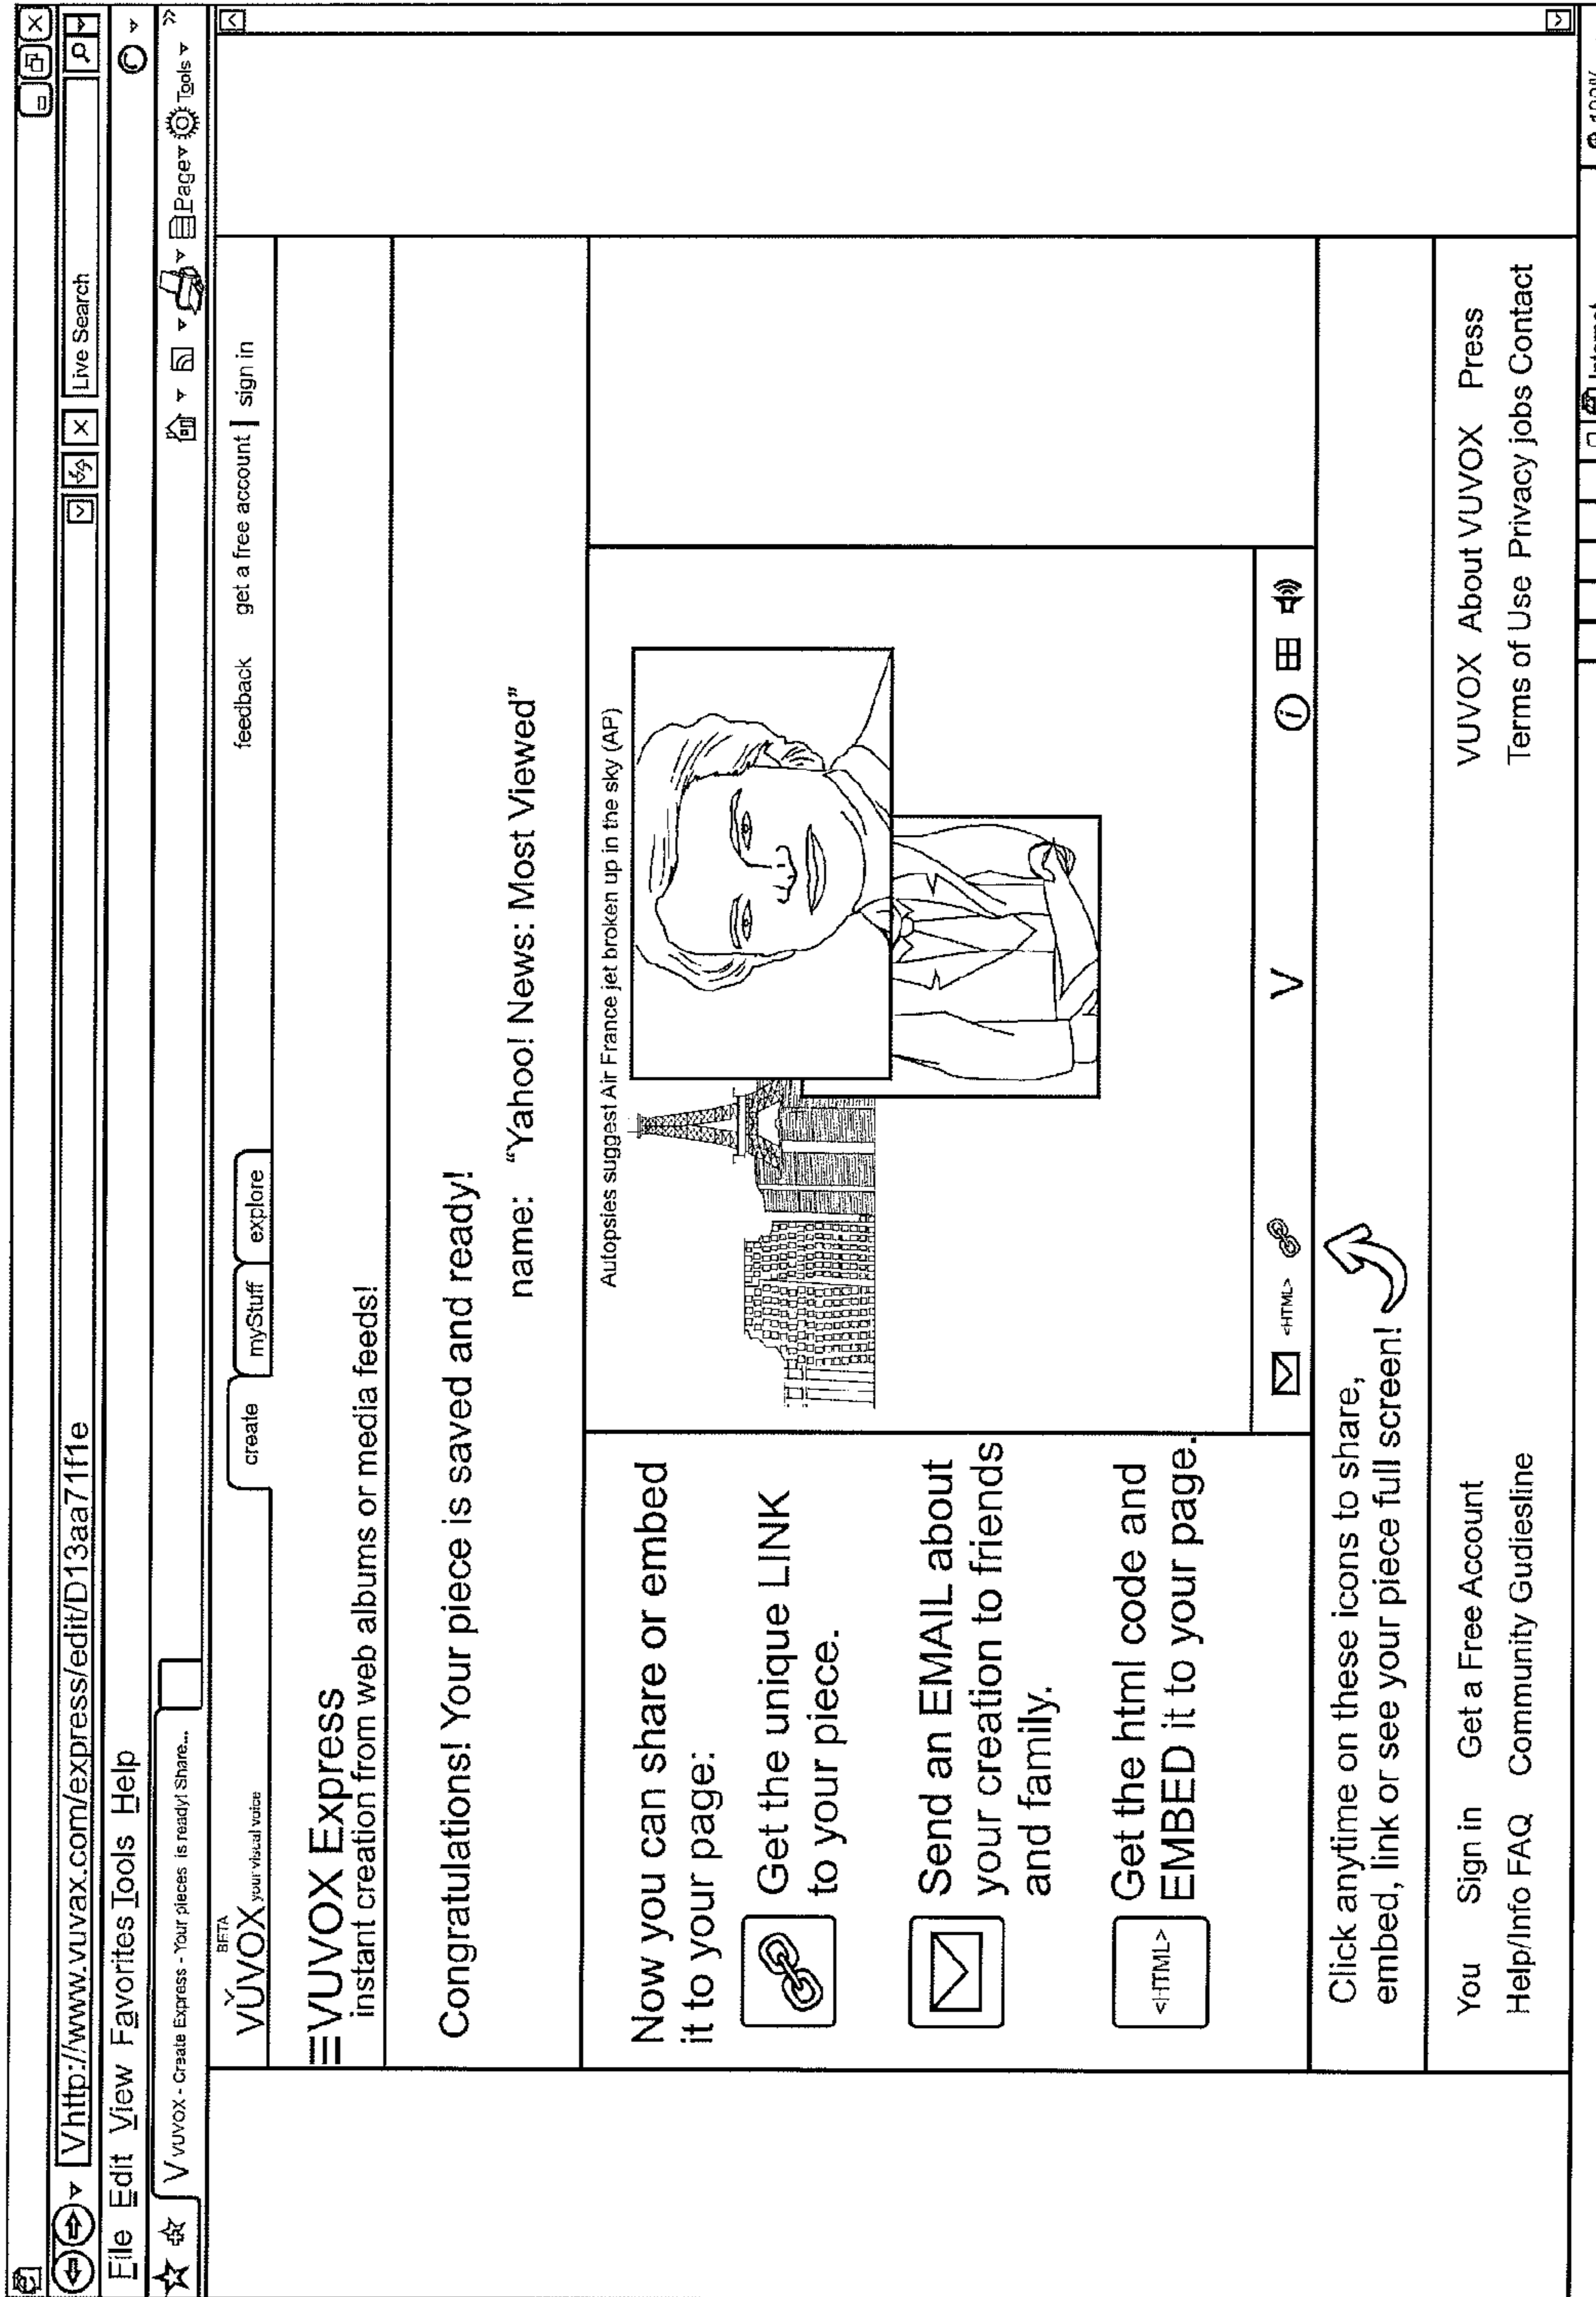 V http://www.vuvax.com/express/edit/D13aa71f1e
Live Search
File Edit View Favorites Tools Help
V VUVOX - Create Express - Your pieces is ready! Share...
Page
Tools
»
BETA
VUVOX your visual voice
create
myStuff
explore
feedback get a free account | sign in
VUVOX Express
instant creation from web albums or media feeds!
Congratulations! Your piece is saved and ready!
name: “Yahoo! News: Most Viewed”
Now you can share or embed
it to your page:
Get the unique LINK
to your piece.
Send an EMAIL about
your creation to friends
and family.
<HTML>
Get the html code and
EMBED it to your page.
Autopsies suggest Air France jet broken up in the sky (AP)
<HTML>
V
i
Click anytime on these icons to share,
embed, link or see your piece full screen!
You Sign in Get a Free Account
VUVOX About VUVOX Press
Help/Info FAQ Community Gudiesline
Terms of Use Privacy jobs Contact